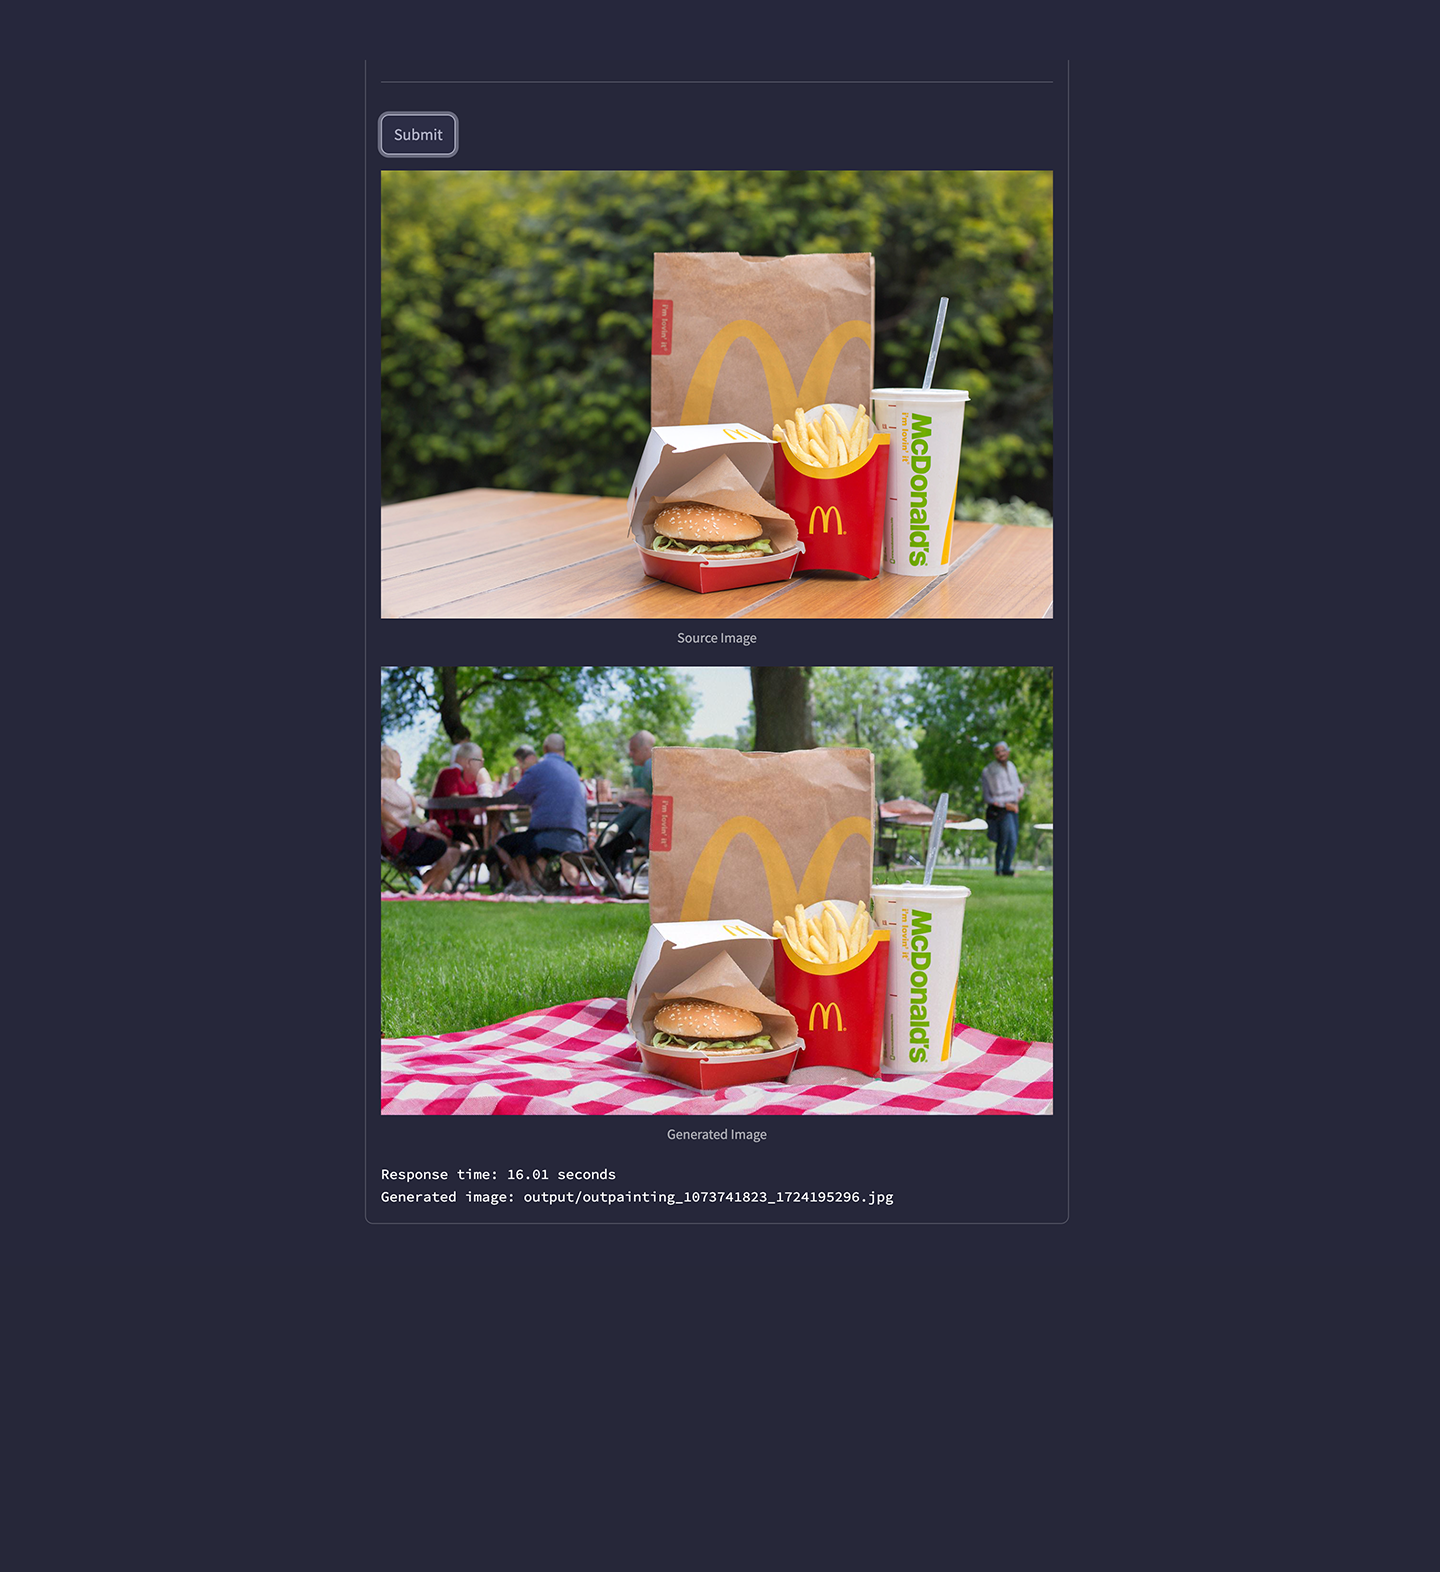 Submit
i'm lovin' it
McDonald's
i'm lovin' it
Source Image
i'm lovin' it
McDonald's
i'm lovin' it
Generated Image
Response time: 16.01 seconds
Generated image: output/outpainting_1073741823_1724195296.jpg